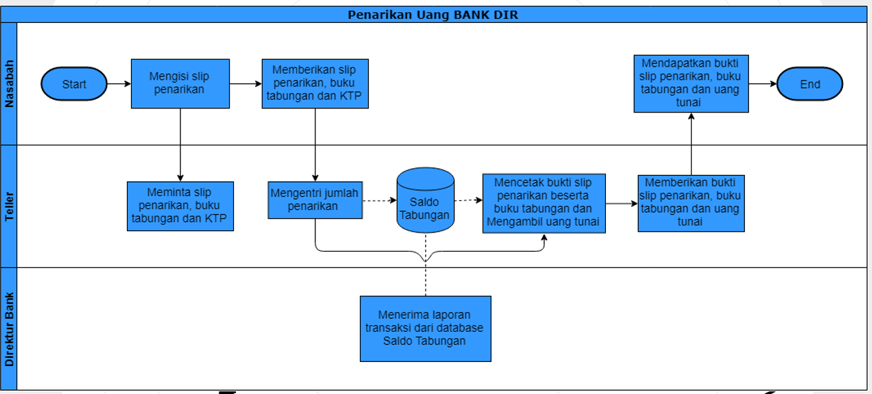 Penarikan Uang BANK DIR
Nasabah
Start
Mengisi slip
penarikan
Memberikan slip
penarikan, buku
tabungan dan KTP
Mendapatkan bukti
slip penarikan, buku
tabungan dan uang
tunai
End
Teller
Meminta slip
penarikan, buku
tabungan dan KTP
Mengentri jumlah
penarikan
Saldo
Tabungan
Mencetak bukti slip
penarikan beserta
buku tabungan dan
Mengambil uang tunai
Memberikan bukti
slip penarikan, buku
tabungan dan uang
tunai
Direktur Bank
Menerima laporan
transaksi dari database
Saldo Tabungan